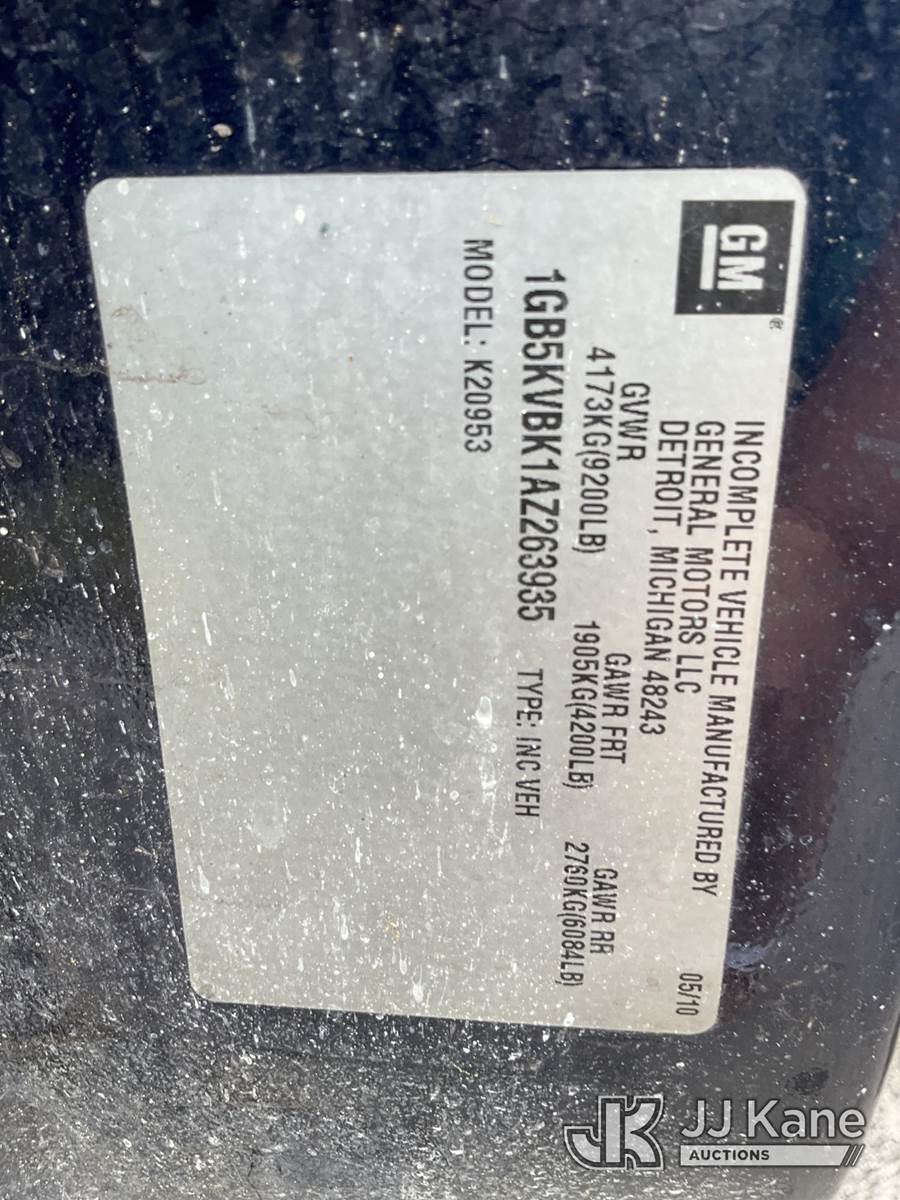 GM ®
INCOMPLETE VEHICLE MANUFACTURED BY
GENERAL MOTORS LLC
DETROIT, MICHIGAN 48243
05/10
GVWR GAWR FRT GAWR RR
4173KG(9200LB) 1905KG(4200LB) 2760KG(6084LB)
1GB5KVBK1AZ263935 TYPE: INC VEH
MODEL: K20953
JK JJ Kane
AUCTIONS